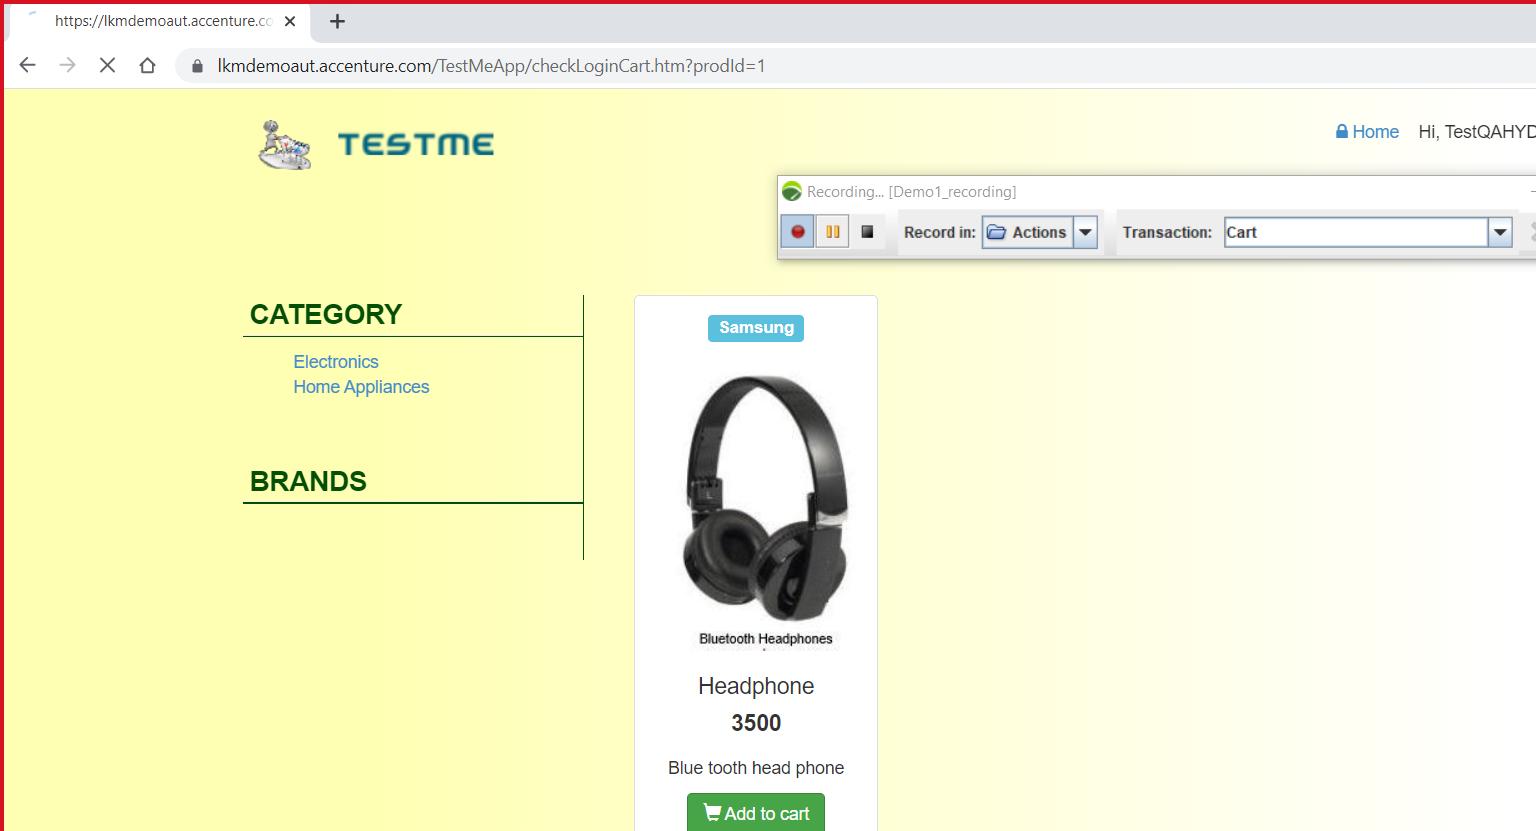 https://lkmdemoaut.accenture.co
lkmdemoaut.accenture.com/TestMeApp/checkLoginCart.htm?prodId=1
TESTME
Home Hi, TestQAHYD
Recording... [Demo1_recording]
Record in: Actions Transaction: Cart
CATEGORY
Electronics
Home Appliances
BRANDS
Samsung
Bluetooth Headphones
Headphone
3500
Blue tooth head phone
Add to cart